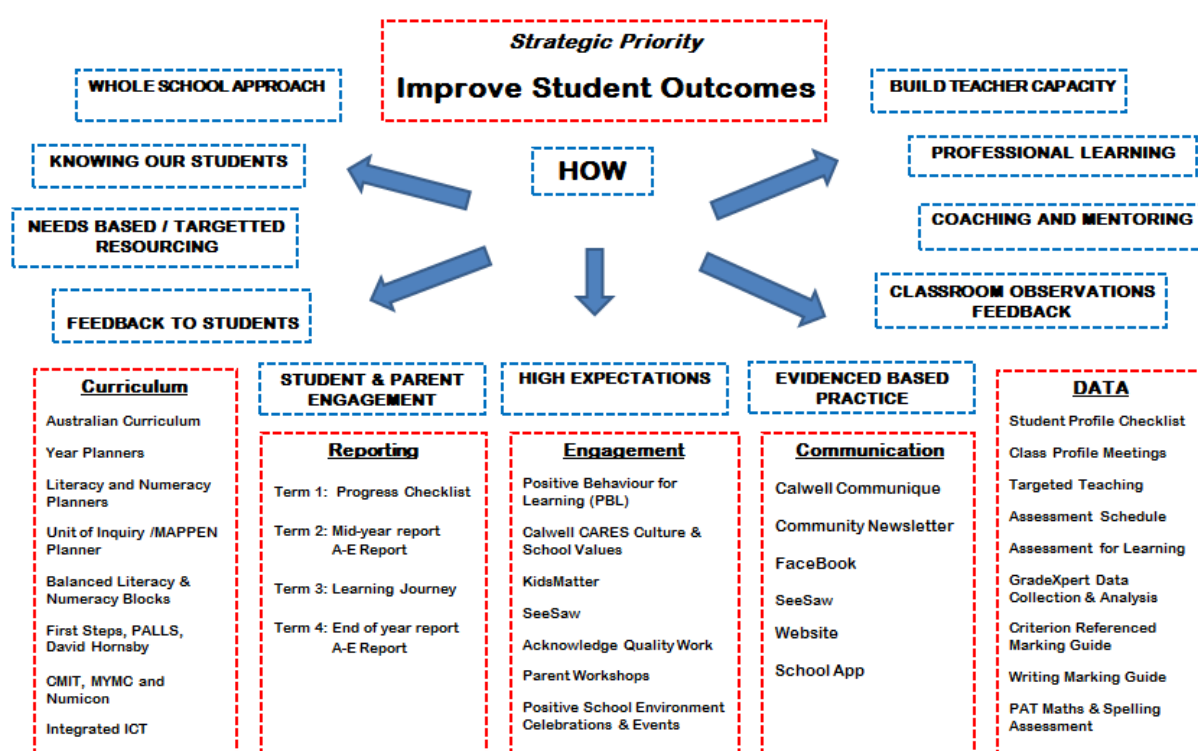 Strategic Priority
Improve Student Outcomes
HOW
WHOLE SCHOOL APPROACH
KNOWING OUR STUDENTS
NEEDS BASED / TARGETTED
RESOURCING
FEEDBACK TO STUDENTS
BUILD TEACHER CAPACITY
PROFESSIONAL LEARNING
COACHING AND MENTORING
CLASSROOM OBSERVATIONS
FEEDBACK
STUDENT & PARENT
ENGAGEMENT
HIGH EXPECTATIONS
EVIDENCED BASED
PRACTICE
Curriculum
Australian Curriculum
Year Planners
Literacy and Numeracy
Planners
Unit of Inquiry /MAPPEN
Planner
Balanced Literacy &
Numeracy Blocks
First Steps, PALLS,
David Hornsby
CMIT, MYMC and
Numicon
Integrated ICT
Reporting
Term 1: Progress Checklist
Term 2: Mid-year report
A-E Report
Term 3: Learning Journey
Term 4: End of year report
A-E Report
Engagement
Positive Behaviour for
Learning (PBL)
Calwell CARES Culture &
School Values
KidsMatter
SeeSaw
Acknowledge Quality Work
Parent Workshops
Positive School Environment
Celebrations & Events
Communication
Calwell Communique
Community Newsletter
FaceBook
SeeSaw
Website
School App
DATA
Student Profile Checklist
Class Profile Meetings
Targeted Teaching
Assessment Schedule
Assessment for Learning
GradeXpert Data
Collection & Analysis
Criterion Referenced
Marking Guide
Writing Marking Guide
PAT Maths & Spelling
Assessment